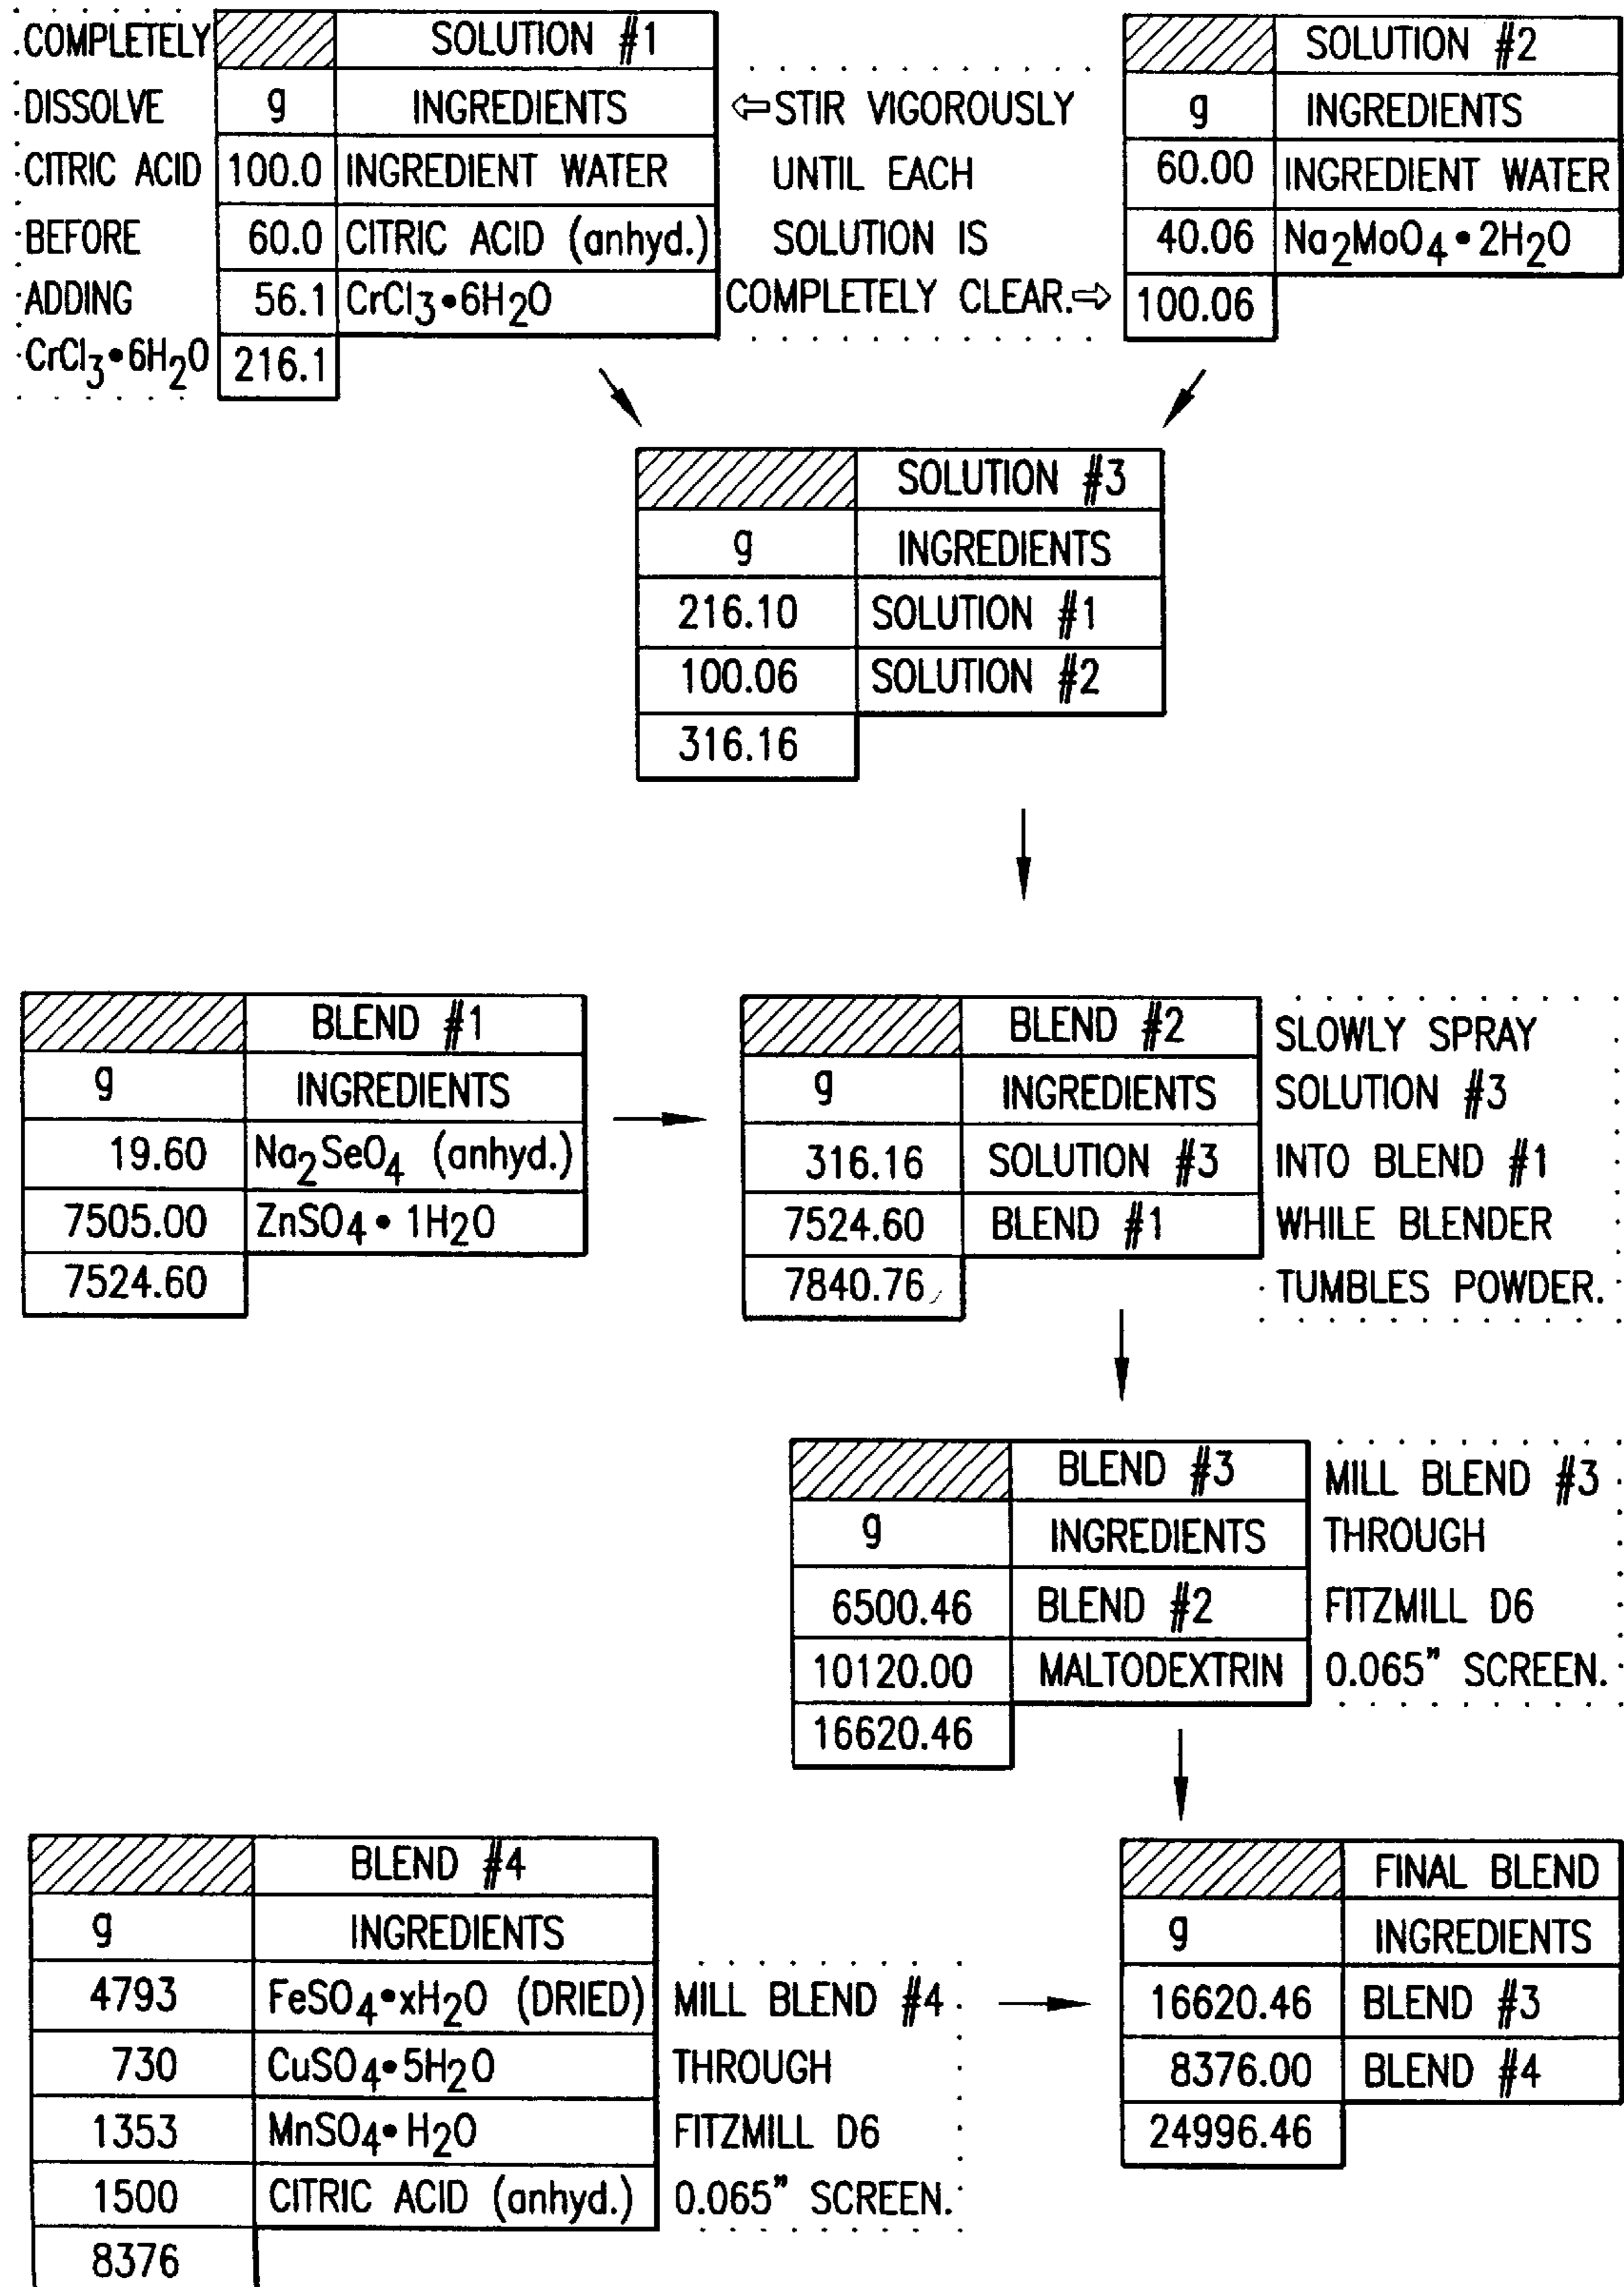 COMPLETELY
DISSOLVE
CITRIC ACID
BEFORE
ADDING
CrCl3•6H2O
SOLUTION #1
g INGREDIENTS
100.0 INGREDIENT WATER
60.0 CITRIC ACID (anhyd.)
56.1 CrCl3•6H2O
216.1
⇦STIR VIGOROUSLY
UNTIL EACH
SOLUTION IS
COMPLETELY CLEAR.⇨
SOLUTION #2
g INGREDIENTS
60.00 INGREDIENT WATER
40.06 Na2MoO4•2H2O
100.06
SOLUTION #3
g INGREDIENTS
216.10 SOLUTION #1
100.06 SOLUTION #2
316.16
BLEND #1
g INGREDIENTS
19.60 Na2SeO4 (anhyd.)
7505.00 ZnSO4•1H2O
7524.60
BLEND #2
g INGREDIENTS
316.16 SOLUTION #3
7524.60 BLEND #1
7840.76
SLOWLY SPRAY
SOLUTION #3
INTO BLEND #1
WHILE BLENDER
TUMBLES POWDER.
BLEND #3
g INGREDIENTS
6500.46 BLEND #2
10120.00 MALTODEXTRIN
16620.46
MILL BLEND #3
THROUGH
FITZMILL D6
0.065" SCREEN.
BLEND #4
g INGREDIENTS
4793 FeSO4•xH2O (DRIED)
730 CuSO4•5H2O
1353 MnSO4•H2O
1500 CITRIC ACID (anhyd.)
8376
MILL BLEND #4
THROUGH
FITZMILL D6
0.065" SCREEN.
FINAL BLEND
g INGREDIENTS
16620.46 BLEND #3
8376.00 BLEND #4
24996.46